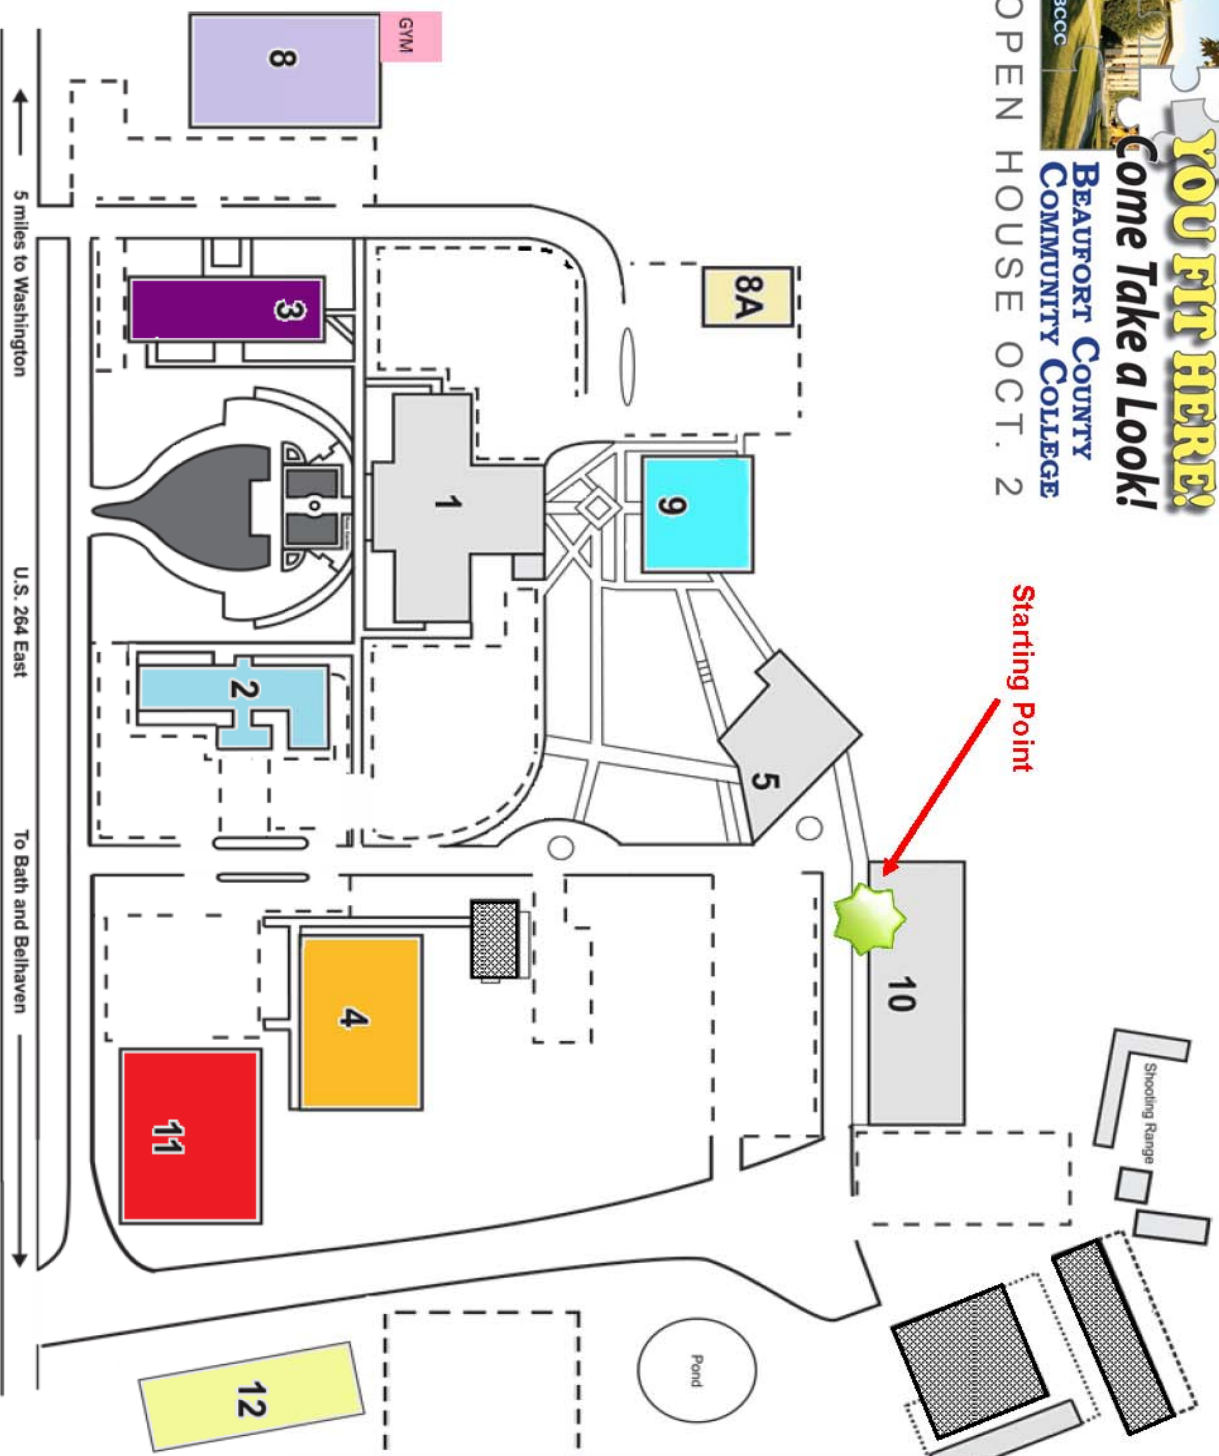 YOU FIT HERE!
Come Take a Look!
BEAUFORT COUNTY
COMMUNITY COLLEGE
BCCC
OPEN HOUSE OCT. 2
Starting Point
Shooting Range
10
5
8A
9
GYM
8
3
1
2
4
11
12
Pond
5 miles to Washington
U.S. 264 East
To Bath and Belhaven